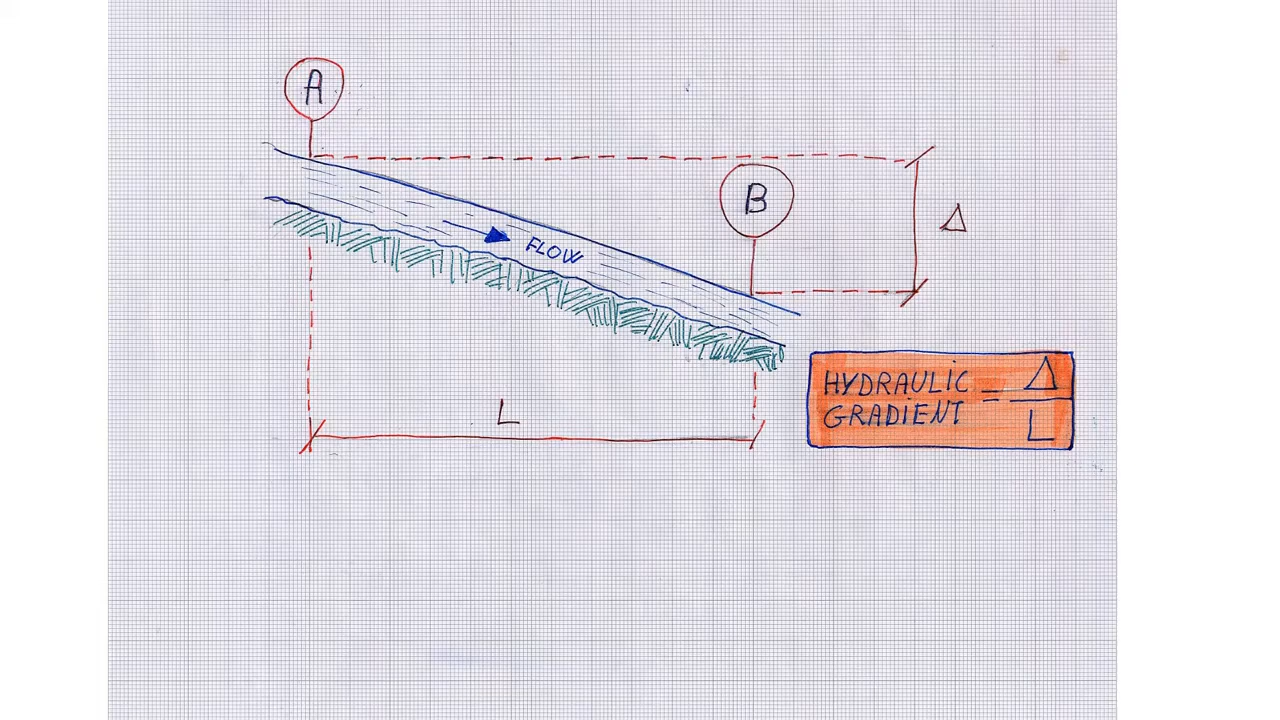 A
B
Δ
FLOW
L
HYDRAULIC
GRADIENT
= Δ
L